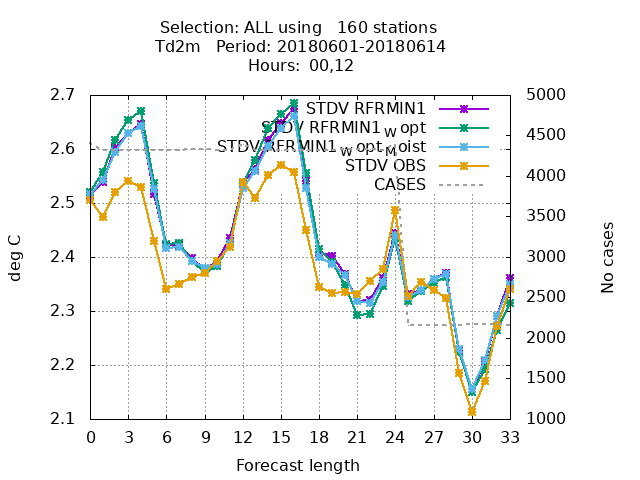 Selection: ALL using   160 stations
Td2m   Period: 20180601-20180614
Hours:  00,12
2.7
2.6
2.5
2.4
2.3
2.2
2.1
deg C
STDV RFRMIN1
STDV RFRMIN1_W opt
STDV RFRMIN1_W opt_M oist
STDV OBS
CASES
5000
4500
4000
3500
3000
2500
2000
1500
1000
No cases
0 3 6 9 12 15 18 21 24 27 30 33
Forecast length